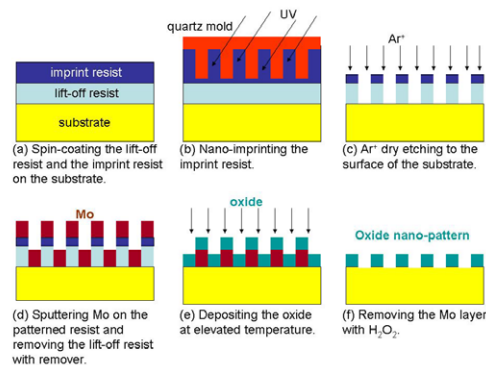 quartz mold
UV
Ar⁺
imprint resist
lift-off resist
substrate
(a) Spin-coating the lift-off
resist and the imprint resist
on the substrate.
(b) Nano-imprinting the
imprint resist.
(c) Ar⁺ dry etching to the
surface of the substrate.
Mo
oxide
Oxide nano-pattern
(d) Sputtering Mo on the
patterned resist and
removing the lift-off resist
with remover.
(e) Depositing the oxide
at elevated temperature.
(f) Removing the Mo layer
with H₂O₂.